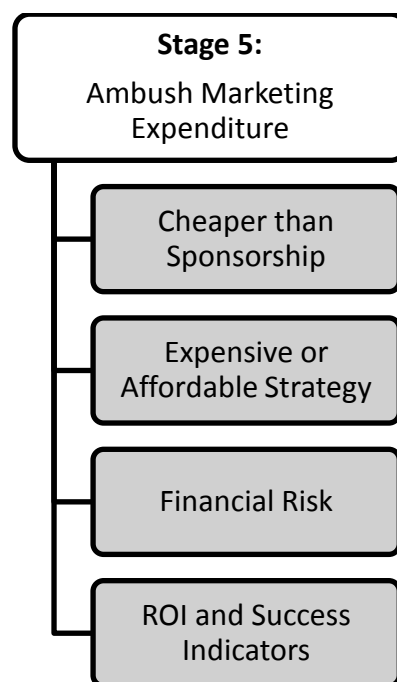 Stage 5:
Ambush Marketing
Expenditure
Cheaper than
Sponsorship
Expensive or
Affordable Strategy
Financial Risk
ROI and Success
Indicators